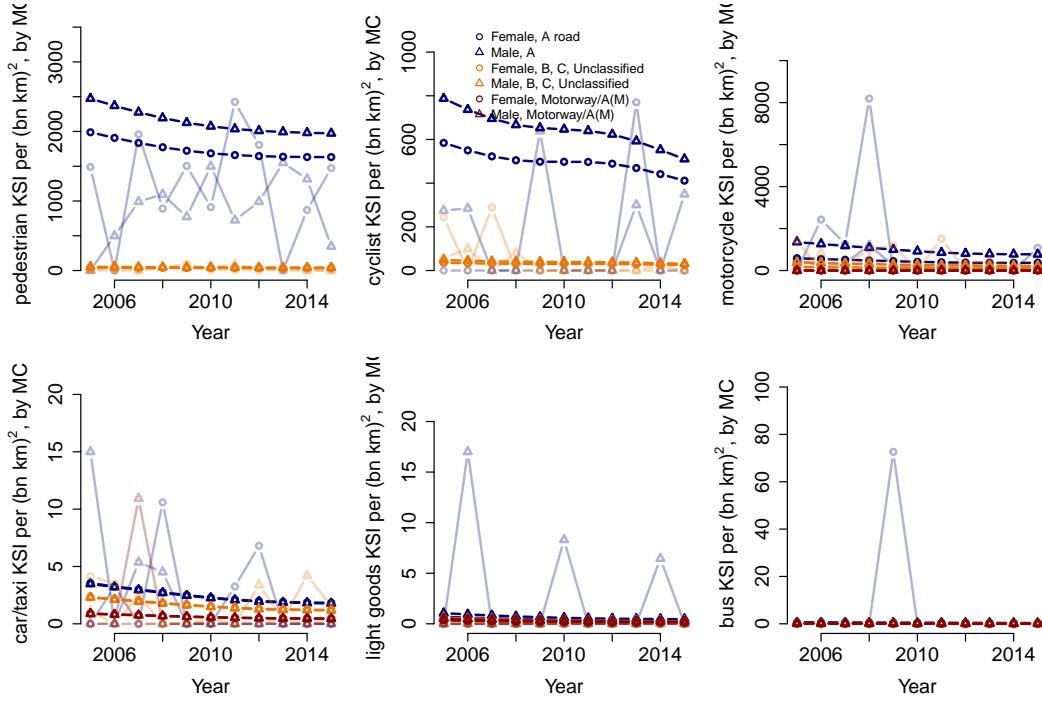 pedestrian KSI per (bn km)², by MC
0 1000 2000 3000
2006 2010 2014
Year
cyclist KSI per (bn km)², by MC
0 200 600 1000
2006 2010 2014
Year
Female, A road
Male, A
Female, B, C, Unclassified
Male, B, C, Unclassified
Female, Motorway/A(M)
Male, Motorway/A(M)
motorcycle KSI per (bn km)², by MC
0 4000 8000
2006 2010 2014
Year
car/taxi KSI per (bn km)², by MC
0 5 10 15 20
2006 2010 2014
Year
light goods KSI per (bn km)², by MC
0 5 10 15 20
2006 2010 2014
Year
bus KSI per (bn km)², by MC
0 20 40 60 80 100
2006 2010 2014
Year